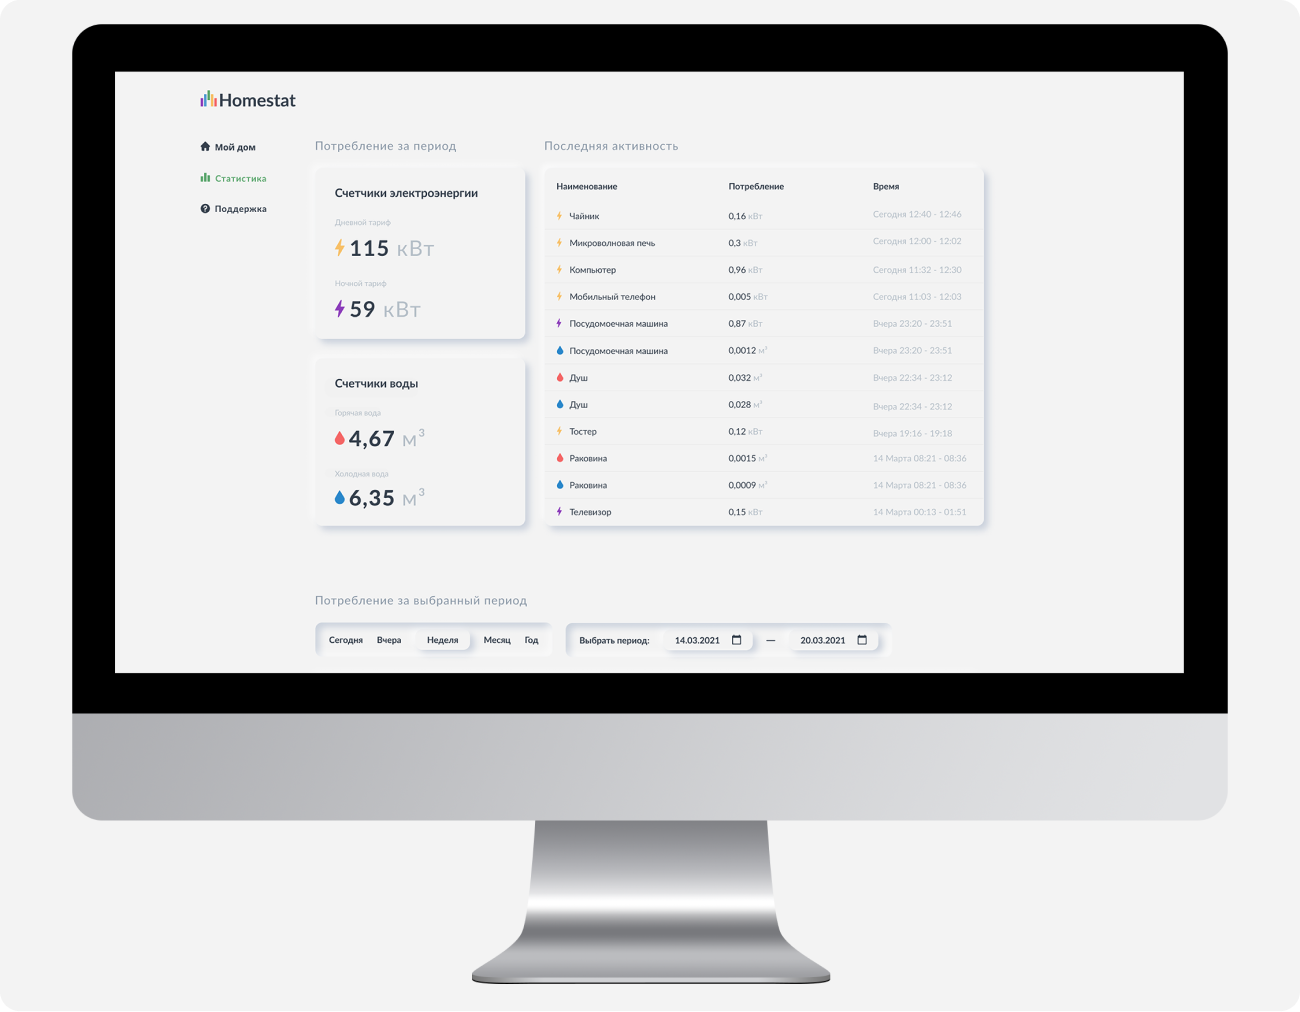 Homestat
Мой дом
Статистика
Поддержка
Потребление за период
Счетчики электроэнергии
Дневной тариф
115 кВт
Ночной тариф
59 кВт
Счетчики воды
Горячая вода
4,67 м³
Холодная вода
6,35 м³
Последняя активность
Наименование Потребление Время
Чайник 0,16 кВт Сегодня 12:40 - 12:46
Микроволновая печь 0,3 кВт Сегодня 12:00 - 12:02
Компьютер 0,96 кВт Сегодня 11:32 - 12:30
Мобильный телефон 0,005 кВт Сегодня 11:03 - 12:03
Посудомоечная машина 0,87 кВт Вчера 23:20 - 23:51
Посудомоечная машина 0,0012 м³ Вчера 23:20 - 23:51
Душ 0,032 м³ Вчера 22:34 - 23:12
Душ 0,028 м³ Вчера 22:34 - 23:12
Тостер 0,12 кВт Вчера 19:16 - 19:18
Раковина 0,0015 м³ 14 Марта 08:21 - 08:36
Раковина 0,0009 м³ 14 Марта 08:21 - 08:36
Телевизор 0,15 кВт 14 Марта 00:13 - 01:51
Потребление за выбранный период
Сегодня Вчера Неделя Месяц Год
Выбрать период: 14.03.2021 — 20.03.2021